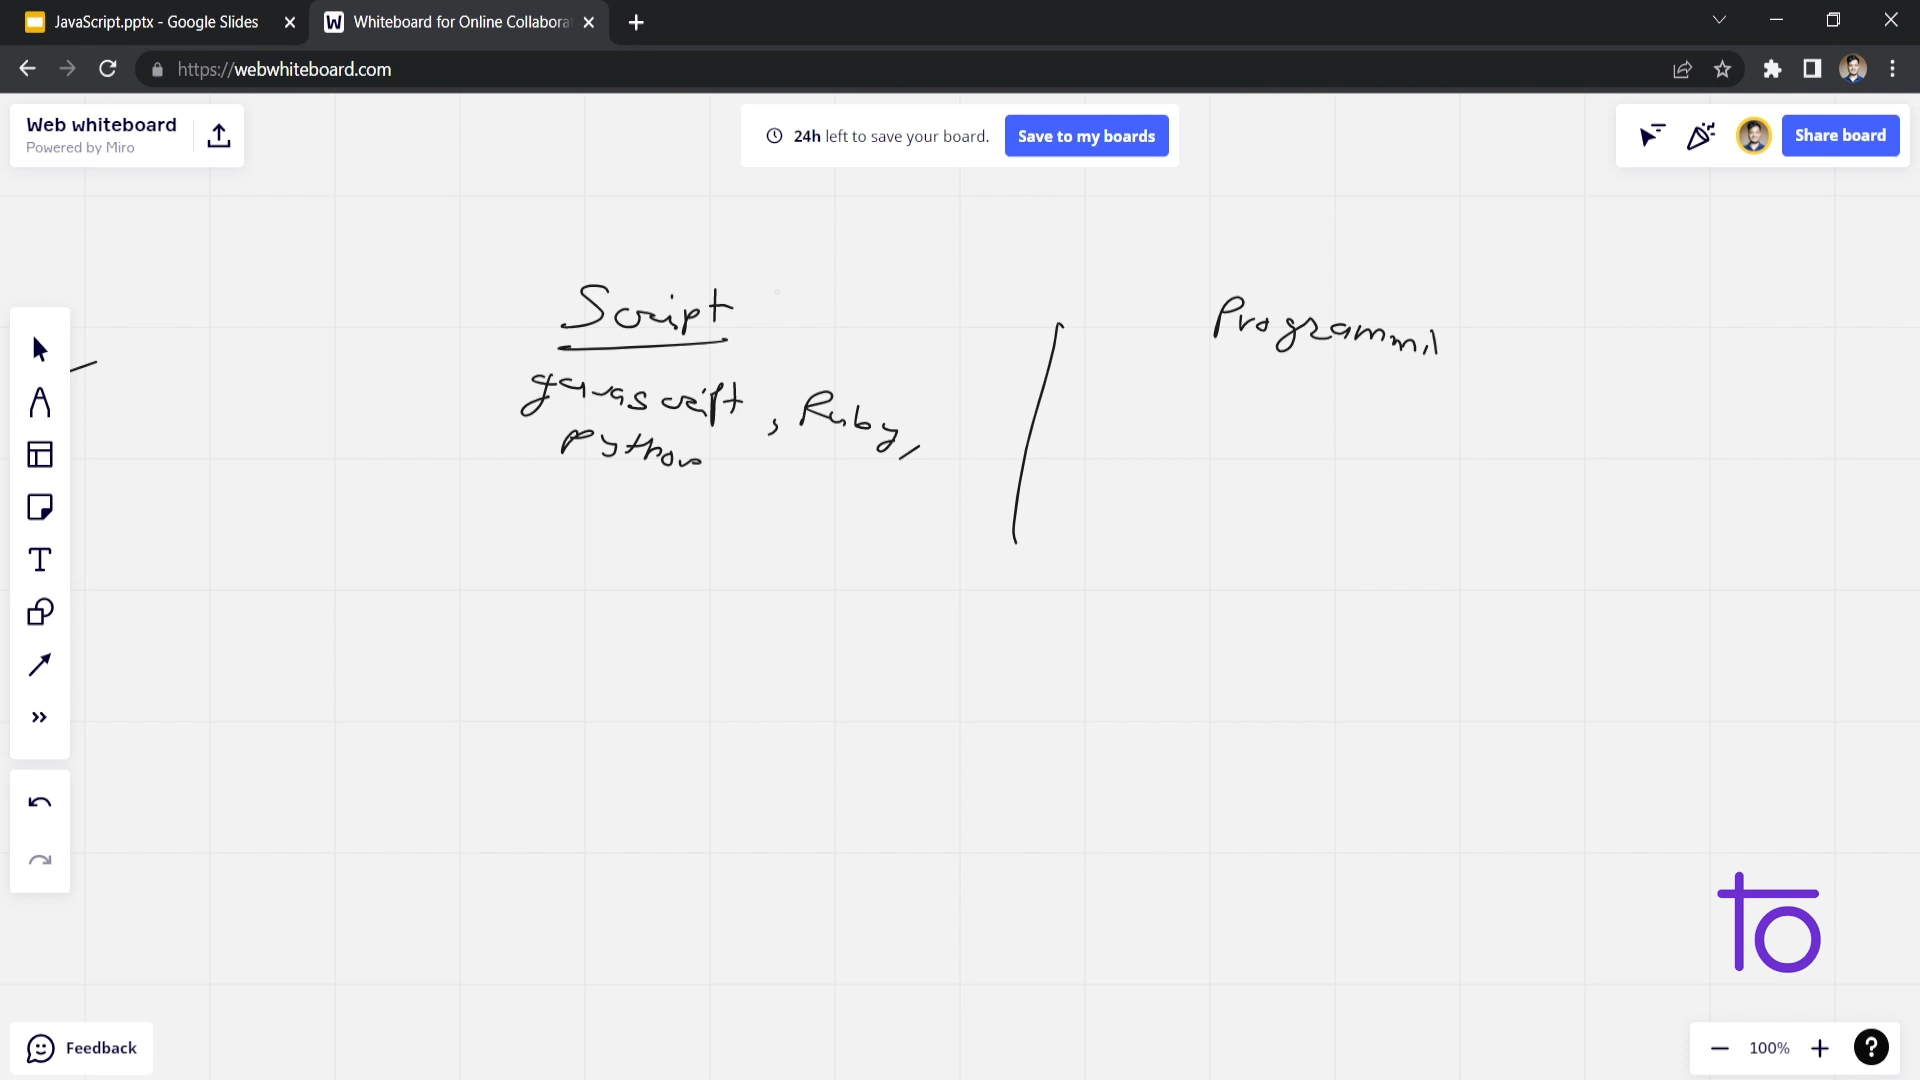 JavaScript.pptx - Google Slides
Whiteboard for Online Collabora
https://webwhiteboard.com
Web whiteboard
Powered by Miro
24h left to save your board.
Save to my boards
Share board
Script
Programmi
javascript, Ruby,
python
T
to
Feedback
100%
?